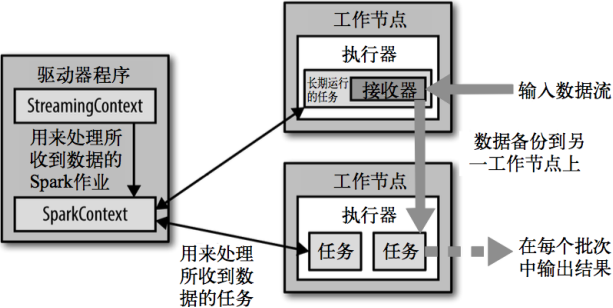 驱动器程序
StreamingContext
用来处理所
收到数据的
Spark作业
SparkContext
工作节点
执行器
长期运行
的任务
接收器
输入数据流
数据备份到另
一工作节点上
工作节点
执行器
任务
任务
用来处理
所收到数
据的任务
在每个批次
中输出结果